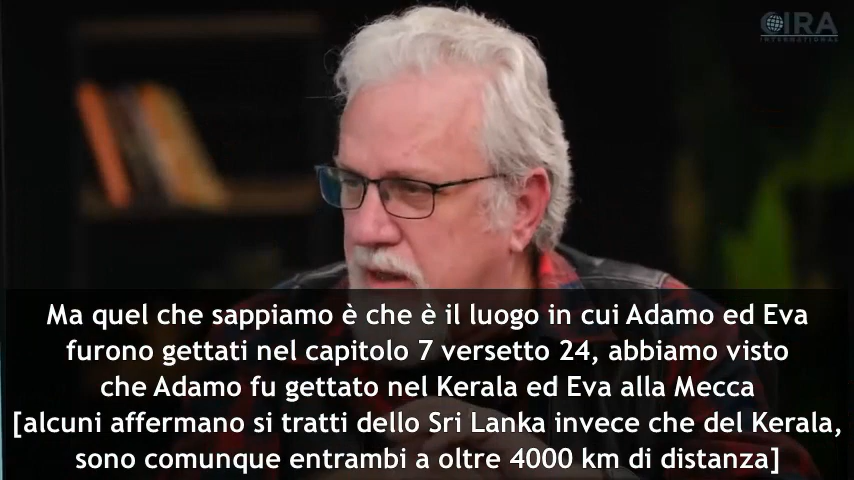 CIRA
INTERNATIONAL
Ma quel che sappiamo è che è il luogo in cui Adamo ed Eva
furono gettati nel capitolo 7 versetto 24, abbiamo visto
che Adamo fu gettato nel Kerala ed Eva alla Mecca
[alcuni affermano si tratti dello Sri Lanka invece che del Kerala,
sono comunque entrambi a oltre 4000 km di distanza]